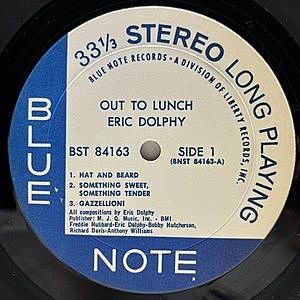 33⅓ STEREO LONG PLAYING
BLUE NOTE RECORDS • A DIVISION OF LIBERTY RECORDS, INC.
OUT TO LUNCH
ERIC DOLPHY
BST 84163 SIDE 1
(BNST 84163-A)
1. HAT AND BEARD
2. SOMETHING SWEET,
SOMETHING TENDER
3. GAZZELLIONI
All compositions by Eric Dolphy
Publisher: M. J. Q. Music, Inc. - BMI
Freddie Hubbard-Eric Dolphy-Bobby Hutcherson,
Richard Davis-Anthony Williams
BLUE
NOTE